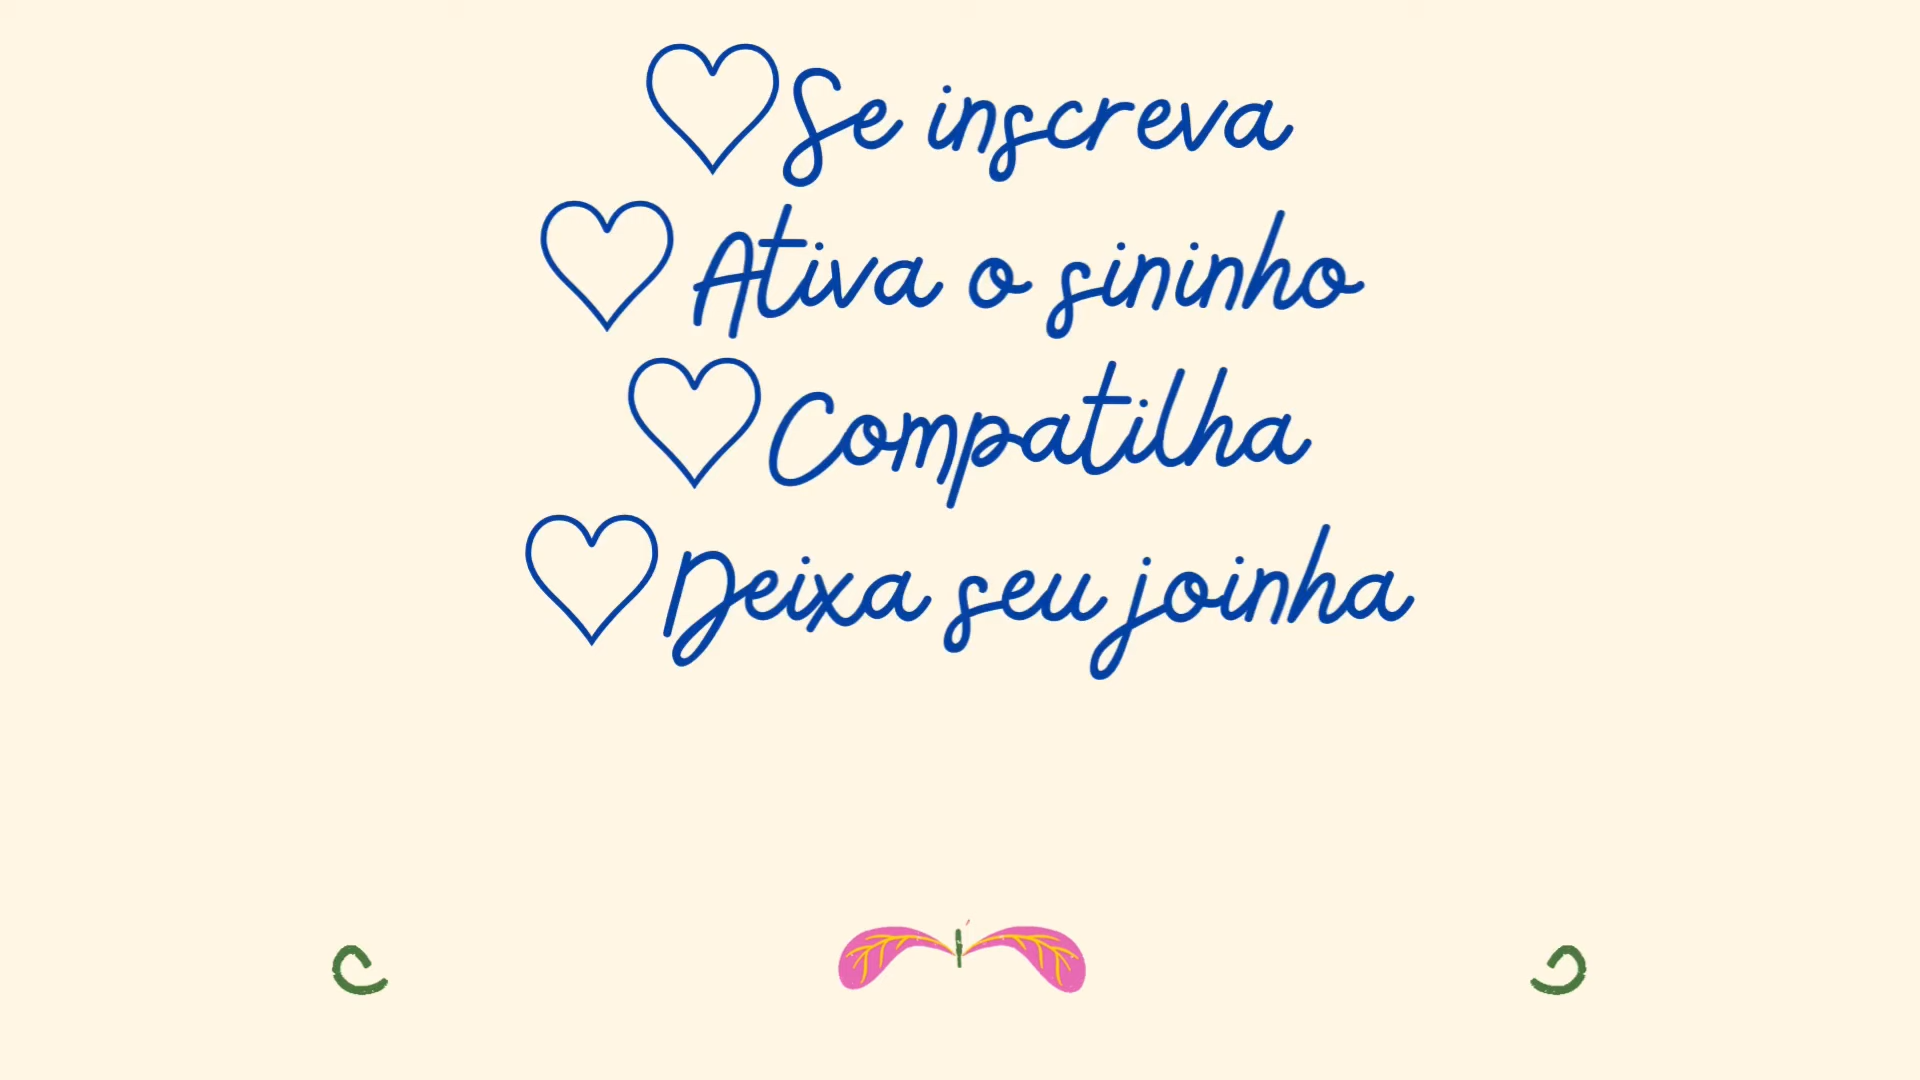 ♡Se inscreva
♡ Ativa o sininho
♡Compatilha
♡Deixa seu joinha